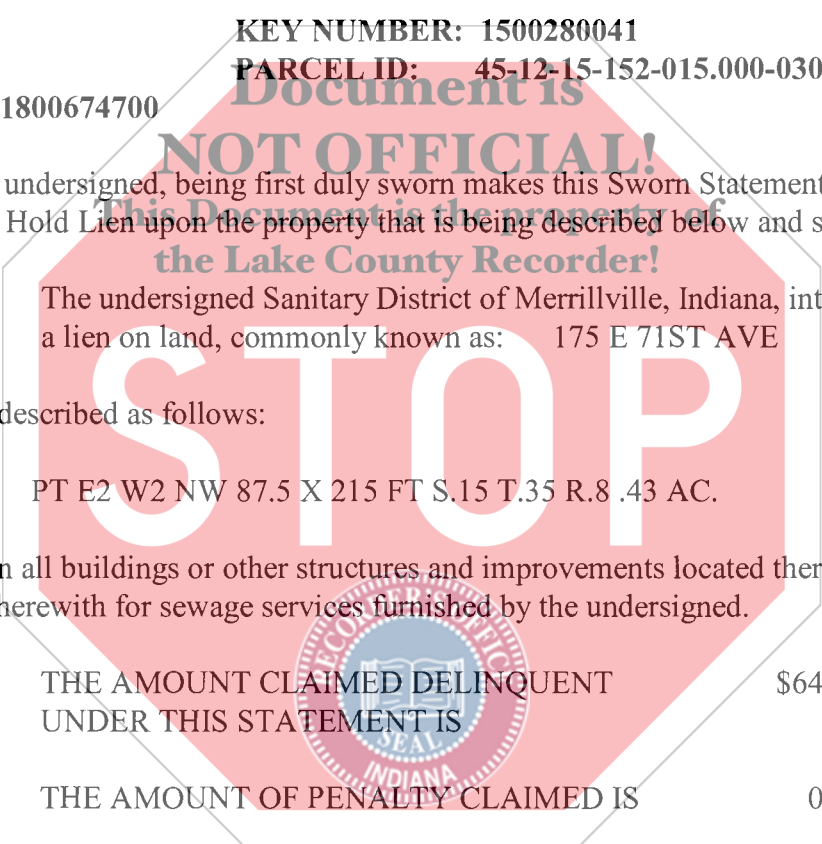 KEY NUMBER: 1500280041
PARCEL ID: 45-12-15-152-015.000-030
Document is
1800674700
NOT OFFICIAL!
undersigned, being first duly sworn makes this Sworn Statement
This Document is the property of
Hold Lien upon the property that is being described below and s
the Lake County Recorder!
The undersigned Sanitary District of Merrillville, Indiana, int
a lien on land, commonly known as: 175 E 71ST AVE
STOP
described as follows:
PT E2 W2 NW 87.5 X 215 FT S.15 T.35 R.8 .43 AC.
n all buildings or other structures and improvements located ther
herewith for sewage services furnished by the undersigned.
RECORDER'S OFFICE
THE AMOUNT CLAIMED DELINQUENT $64
UNDER THIS STATEMENT IS
SEAL
INDIANA
THE AMOUNT OF PENALTY CLAIMED IS 0